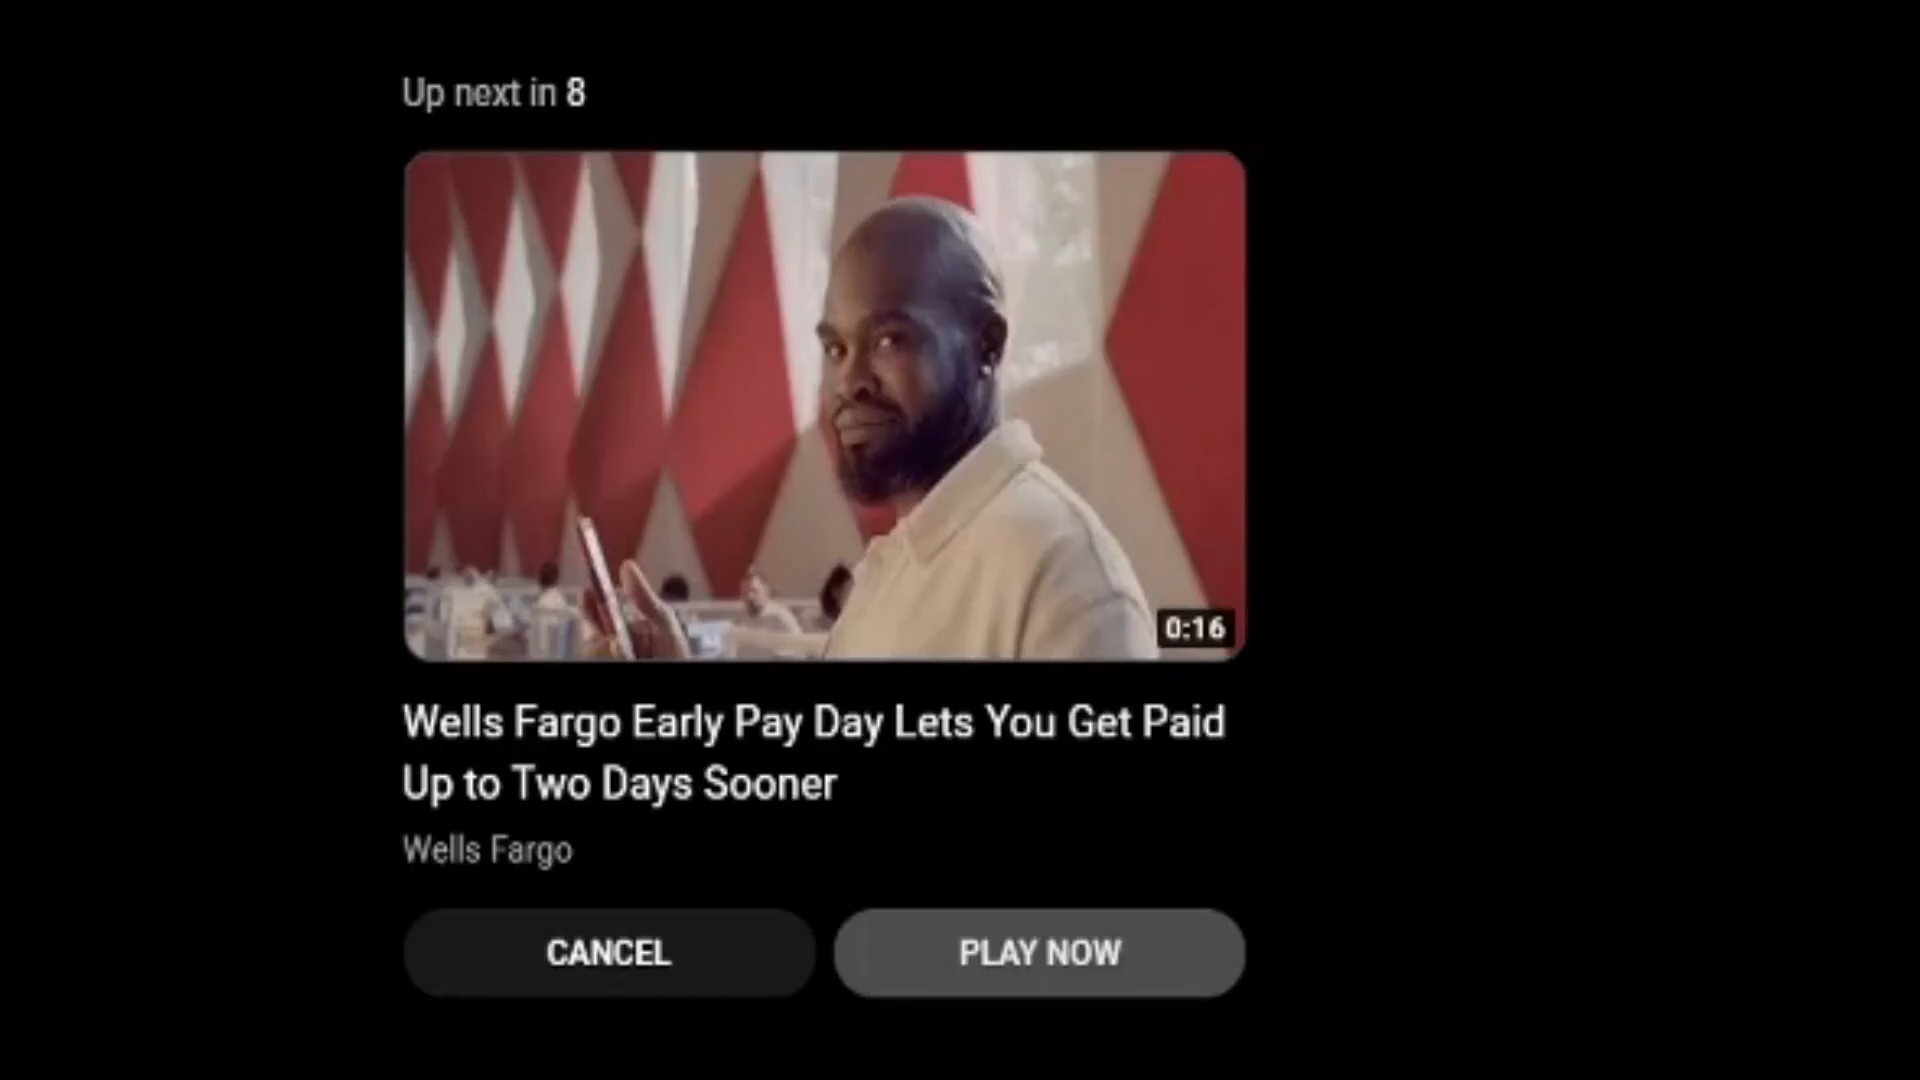 Up next in 8
0:16
Wells Fargo Early Pay Day Lets You Get Paid
Up to Two Days Sooner
Wells Fargo
CANCEL
PLAY NOW